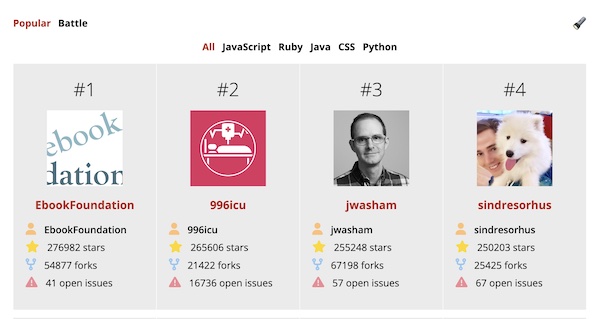 Popular Battle
All JavaScript Ruby Java CSS Python
#1
ebook
dation
EbookFoundation
EbookFoundation
276982 stars
54877 forks
41 open issues
#2
996icu
996icu
265606 stars
21422 forks
16736 open issues
#3
jwasham
jwasham
255248 stars
67198 forks
57 open issues
#4
sindresorhus
sindresorhus
250203 stars
25425 forks
67 open issues